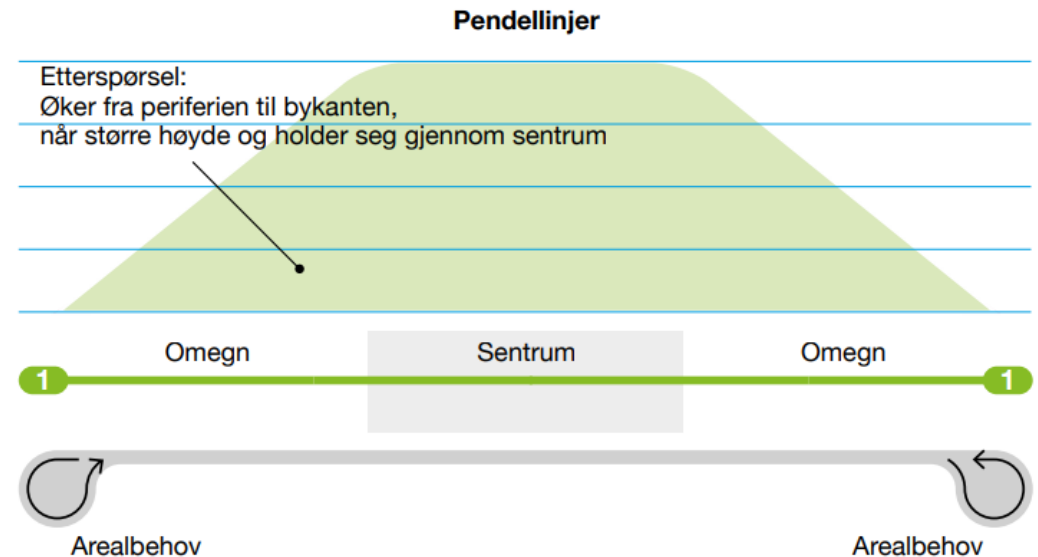 Pendellinjer
Etterspørsel:
Øker fra periferien til bykanten,
når større høyde og holder seg gjennom sentrum
Omegn
Sentrum
Omegn
1
1
Arealbehov
Arealbehov